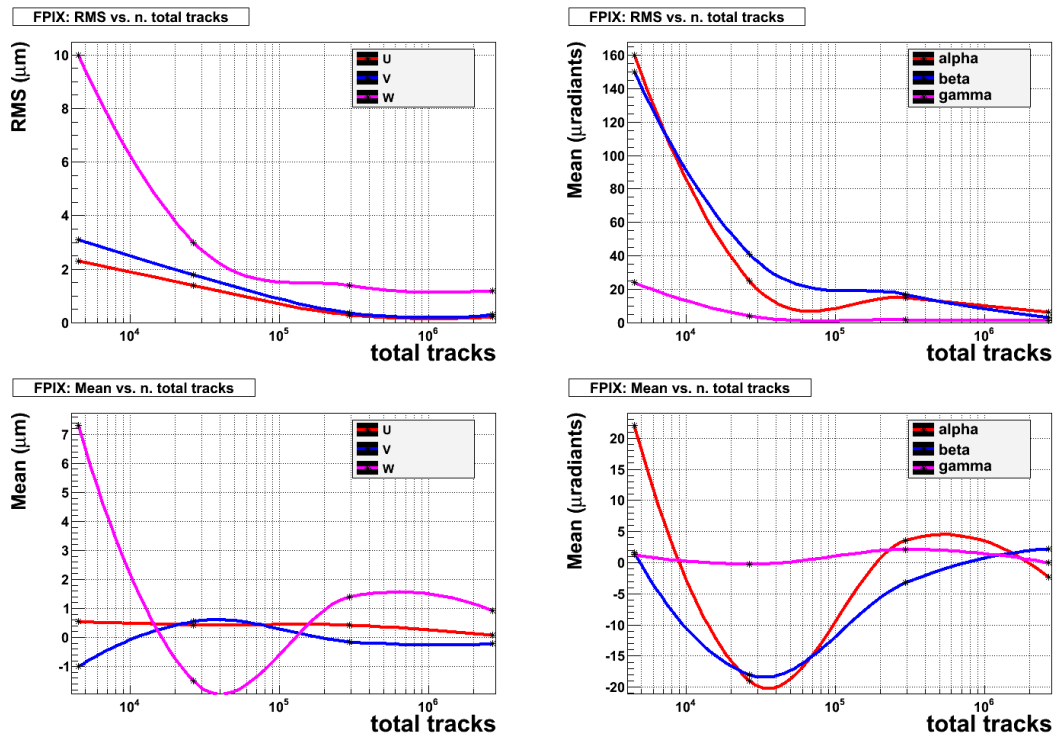 FPIX: RMS vs. n. total tracks
RMS (μm)
10
8
6
4
2
0
u
v
w
10⁴
10⁵
10⁶
total tracks
FPIX: RMS vs. n. total tracks
Mean (μradiants)
160
140
120
100
80
60
40
20
0
alpha
beta
gamma
10⁴
10⁵
10⁶
total tracks
FPIX: Mean vs. n. total tracks
Mean (μm)
7
6
5
4
3
2
1
0
-1
u
v
w
10⁴
10⁵
10⁶
total tracks
FPIX: Mean vs. n. total tracks
Mean (μradiants)
20
15
10
5
0
-5
-10
-15
-20
alpha
beta
gamma
10⁴
10⁵
10⁶
total tracks